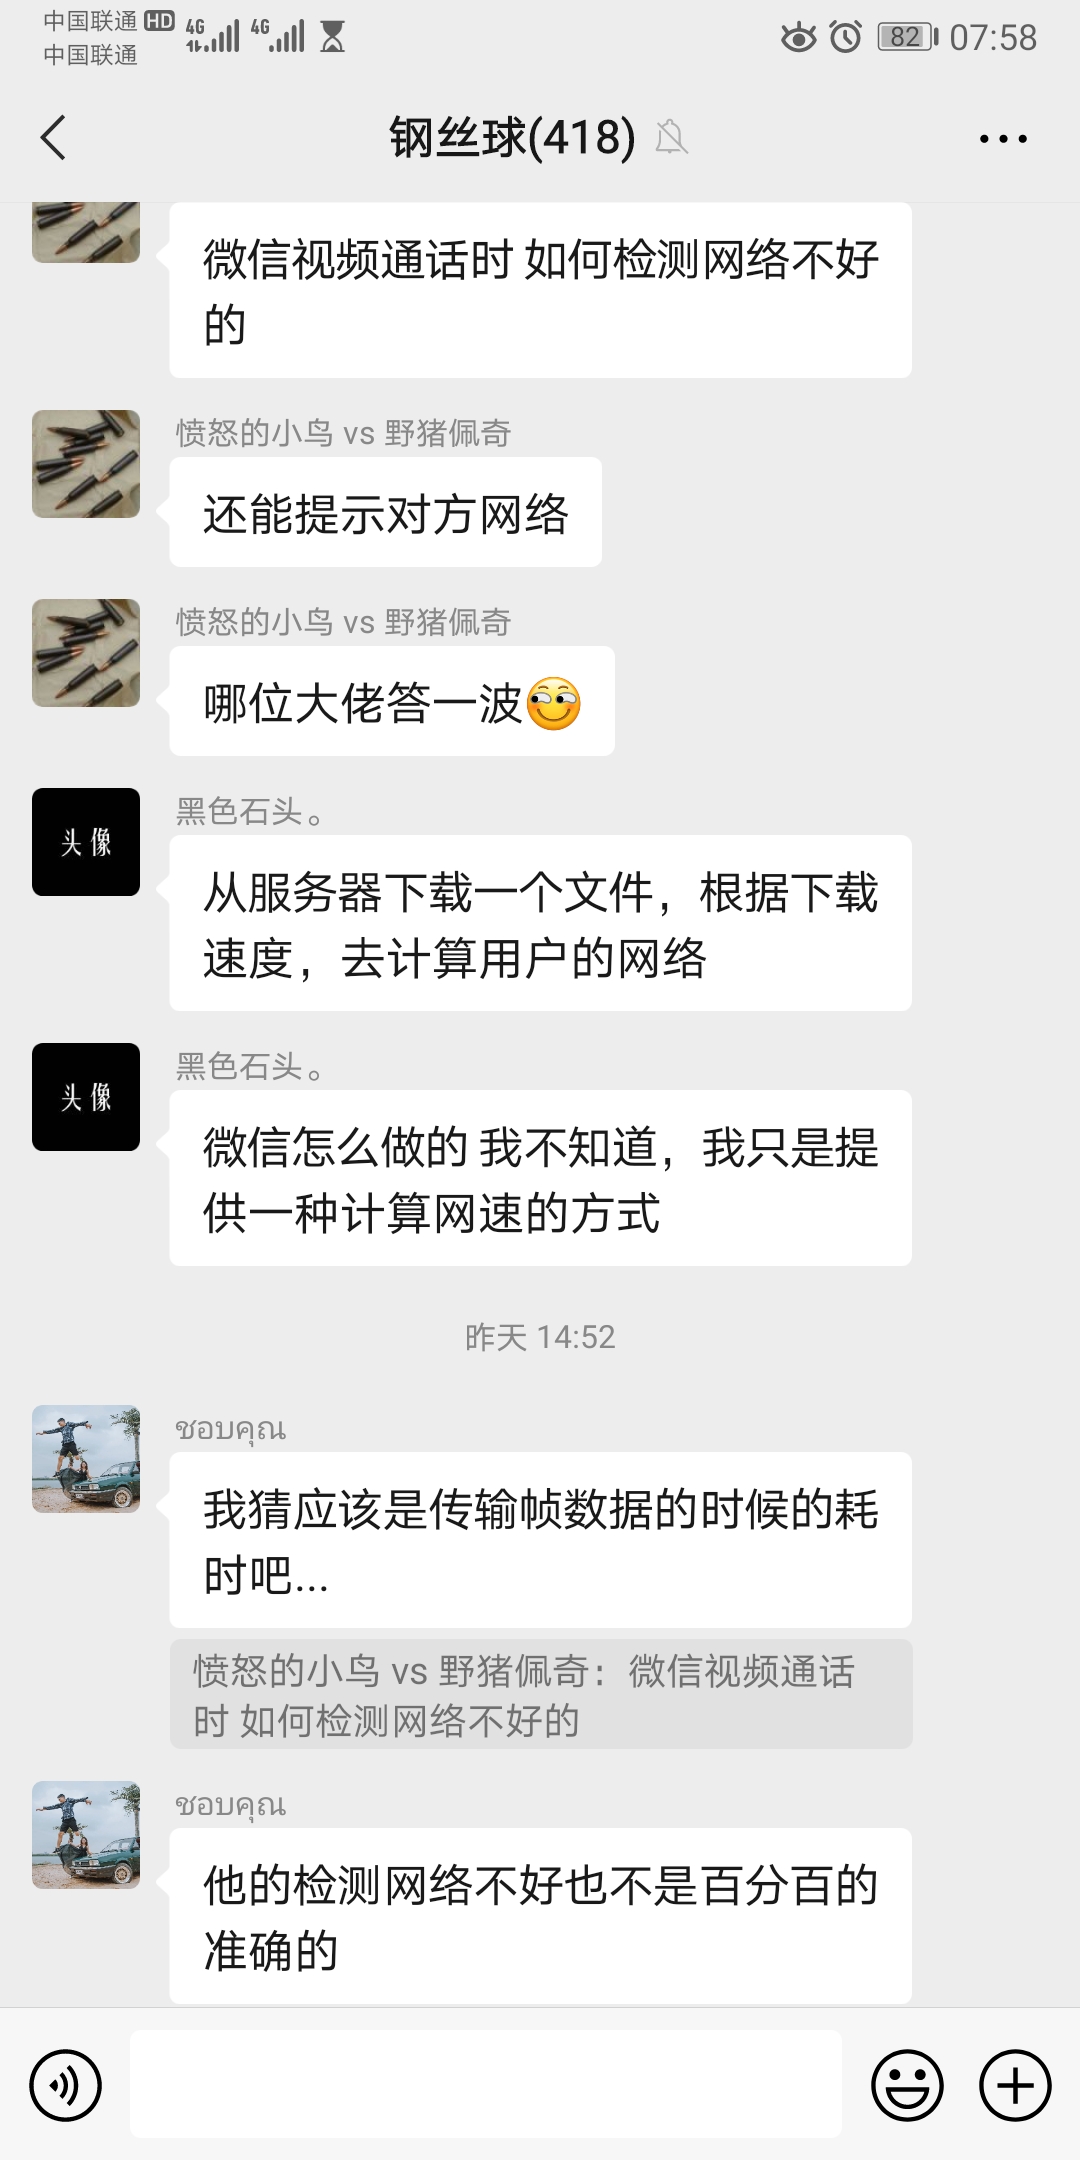 中国联通 HD 4G 4G 82 07:58
中国联通
钢丝球(418)
微信视频通话时 如何检测网络不好
的
愤怒的小鸟 vs 野猪佩奇
还能提示对方网络
愤怒的小鸟 vs 野猪佩奇
哪位大佬答一波
黑色石头。
头像
从服务器下载一个文件，根据下载
速度，去计算用户的网络
黑色石头。
头像
微信怎么做的 我不知道，我只是提
供一种计算网速的方式
昨天 14:52
ชอบคุณ
我猜应该是传输帧数据的时候的耗
时吧...
愤怒的小鸟 vs 野猪佩奇：微信视频通话
时 如何检测网络不好的
ชอบคุณ
他的检测网络不好也不是百分百的
准确的